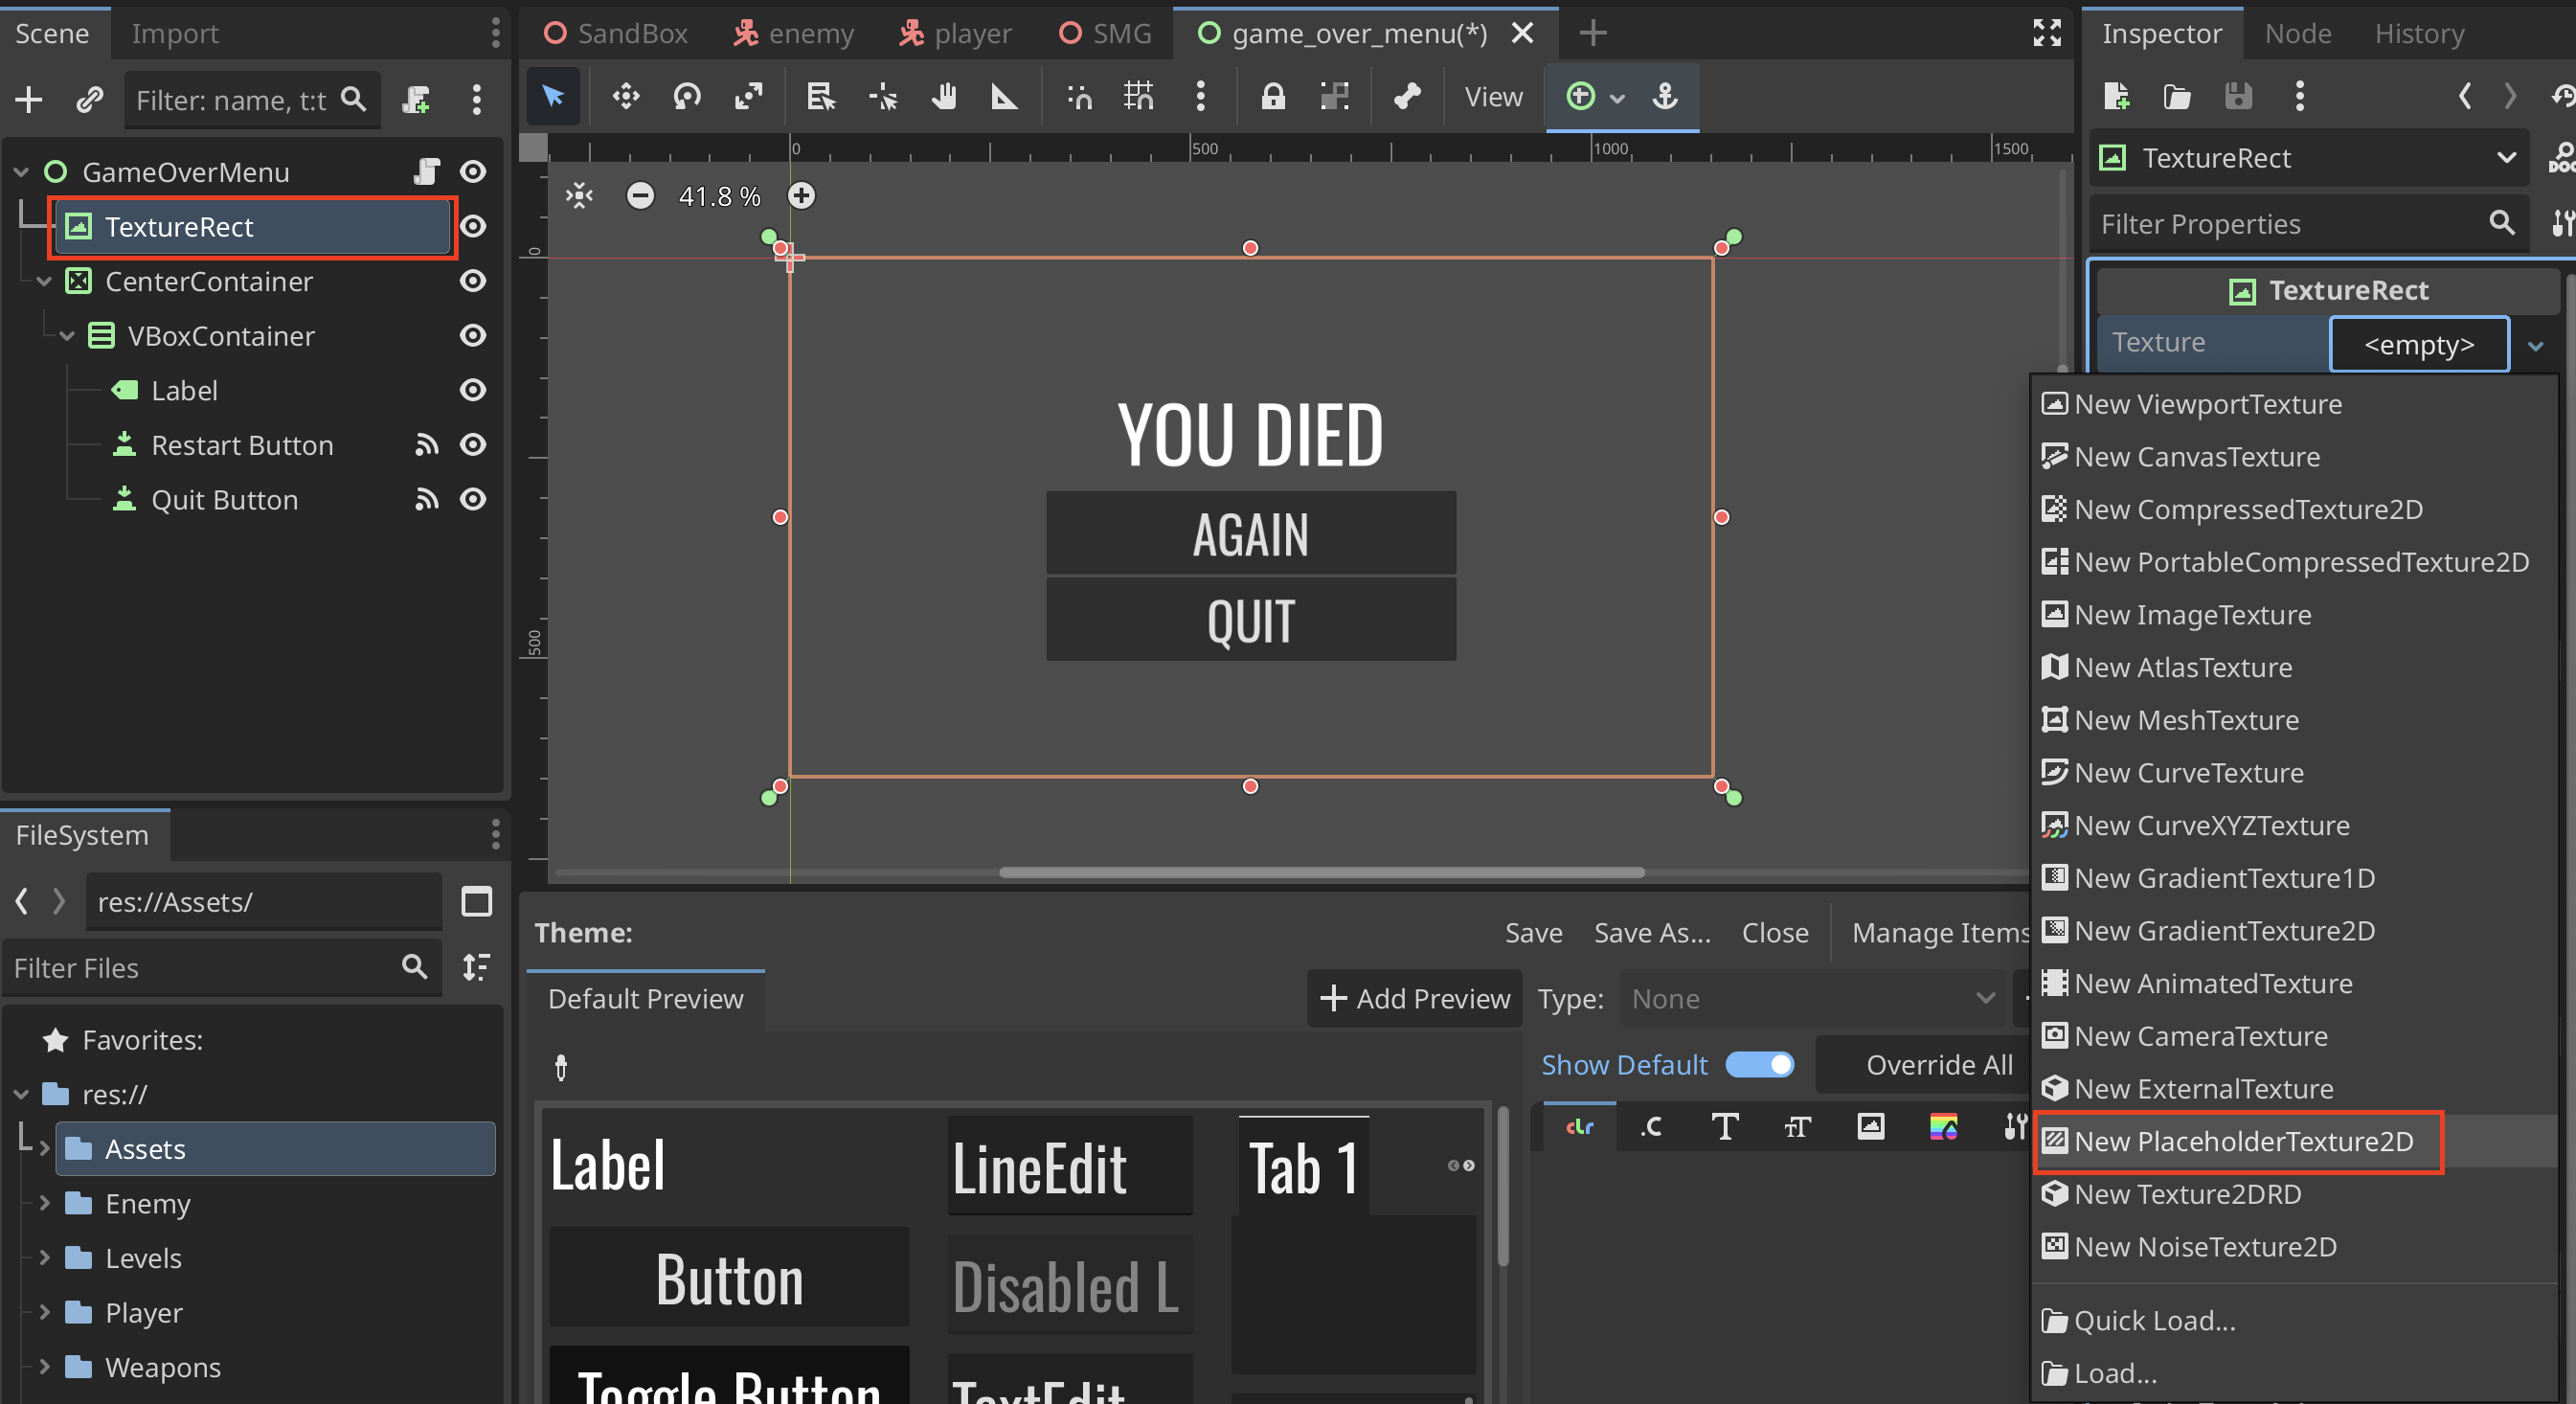 Scene
Import
Filter: name, t:t
GameOverMenu
TextureRect
CenterContainer
VBoxContainer
Label
Restart Button
Quit Button
FileSystem
res://Assets/
Filter Files
Favorites:
res://
Assets
Enemy
Levels
Player
Weapons
SandBox
enemy
player
SMG
game_over_menu(*)
View
0
500
1000
1500
0
500
41.8 %
YOU DIED
AGAIN
QUIT
Theme:
Save
Save As...
Close
Manage Items
Default Preview
Add Preview
Type:
None
Show Default
Override All
Label
LineEdit
Tab 1
Button
Disabled L
Toggle Button
TextEdit
Inspector
Node
History
TextureRect
DOC
Filter Properties
TextureRect
Texture
<empty>
New ViewportTexture
New CanvasTexture
New CompressedTexture2D
New PortableCompressedTexture2D
New ImageTexture
New AtlasTexture
New MeshTexture
New CurveTexture
New CurveXYZTexture
New GradientTexture1D
New GradientTexture2D
New AnimatedTexture
New CameraTexture
New ExternalTexture
New PlaceholderTexture2D
New Texture2DRD
New NoiseTexture2D
Quick Load...
Load...